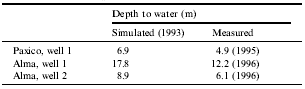 Depth to water (m)
Simulated (1993) Measured
Paxico, well 1 6.9 4.9 (1995)
Alma, well 1 17.8 12.2 (1996)
Alma, well 2 8.9 6.1 (1996)